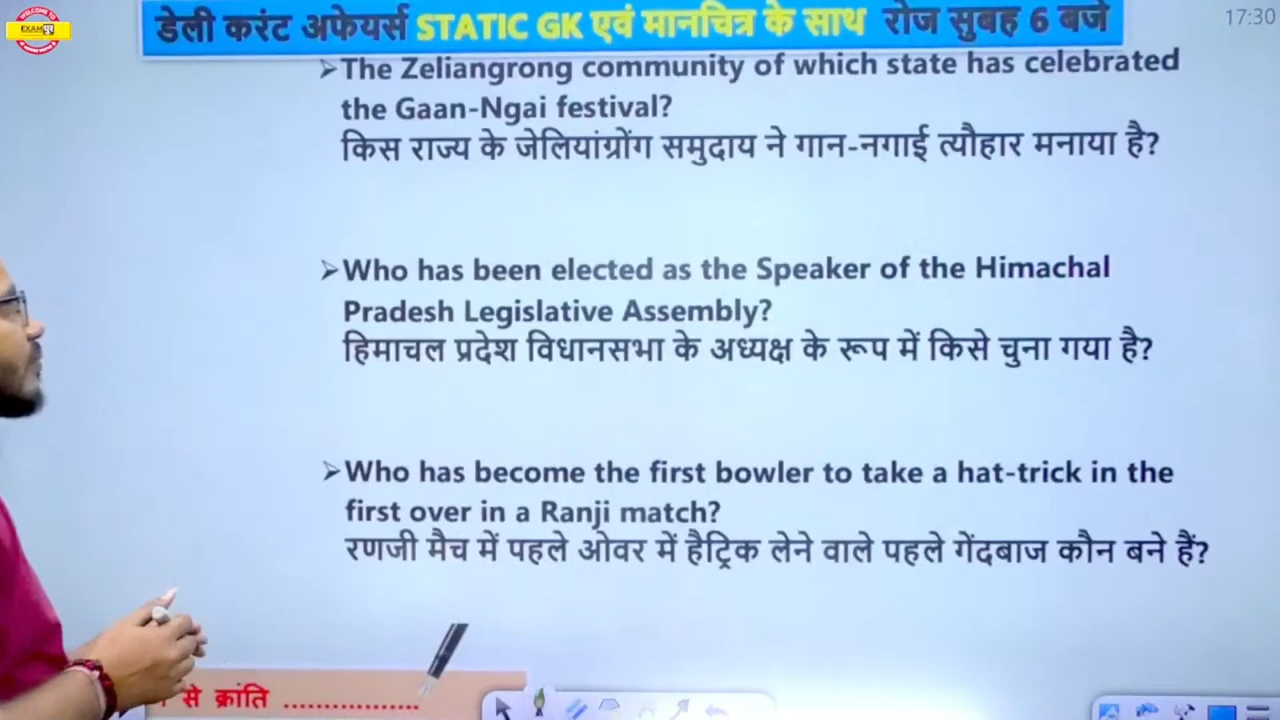 WELCOME TO
EXAM
डेली करंट अफेयर्स STATIC GK एवं मानचित्र के साथ रोज सुबह 6 बजे
17:30
➢The Zeliangrong community of which state has celebrated
the Gaan-Ngai festival?
किस राज्य के जेलियांग्रोंग समुदाय ने गान-नगाई त्यौहार मनाया है?
➢Who has been elected as the Speaker of the Himachal
Pradesh Legislative Assembly?
हिमाचल प्रदेश विधानसभा के अध्यक्ष के रूप में किसे चुना गया है?
➢Who has become the first bowler to take a hat-trick in the
first over in a Ranji match?
रणजी मैच में पहले ओवर में हैट्रिक लेने वाले पहले गेंदबाज कौन बने हैं?
से क्रांति .................